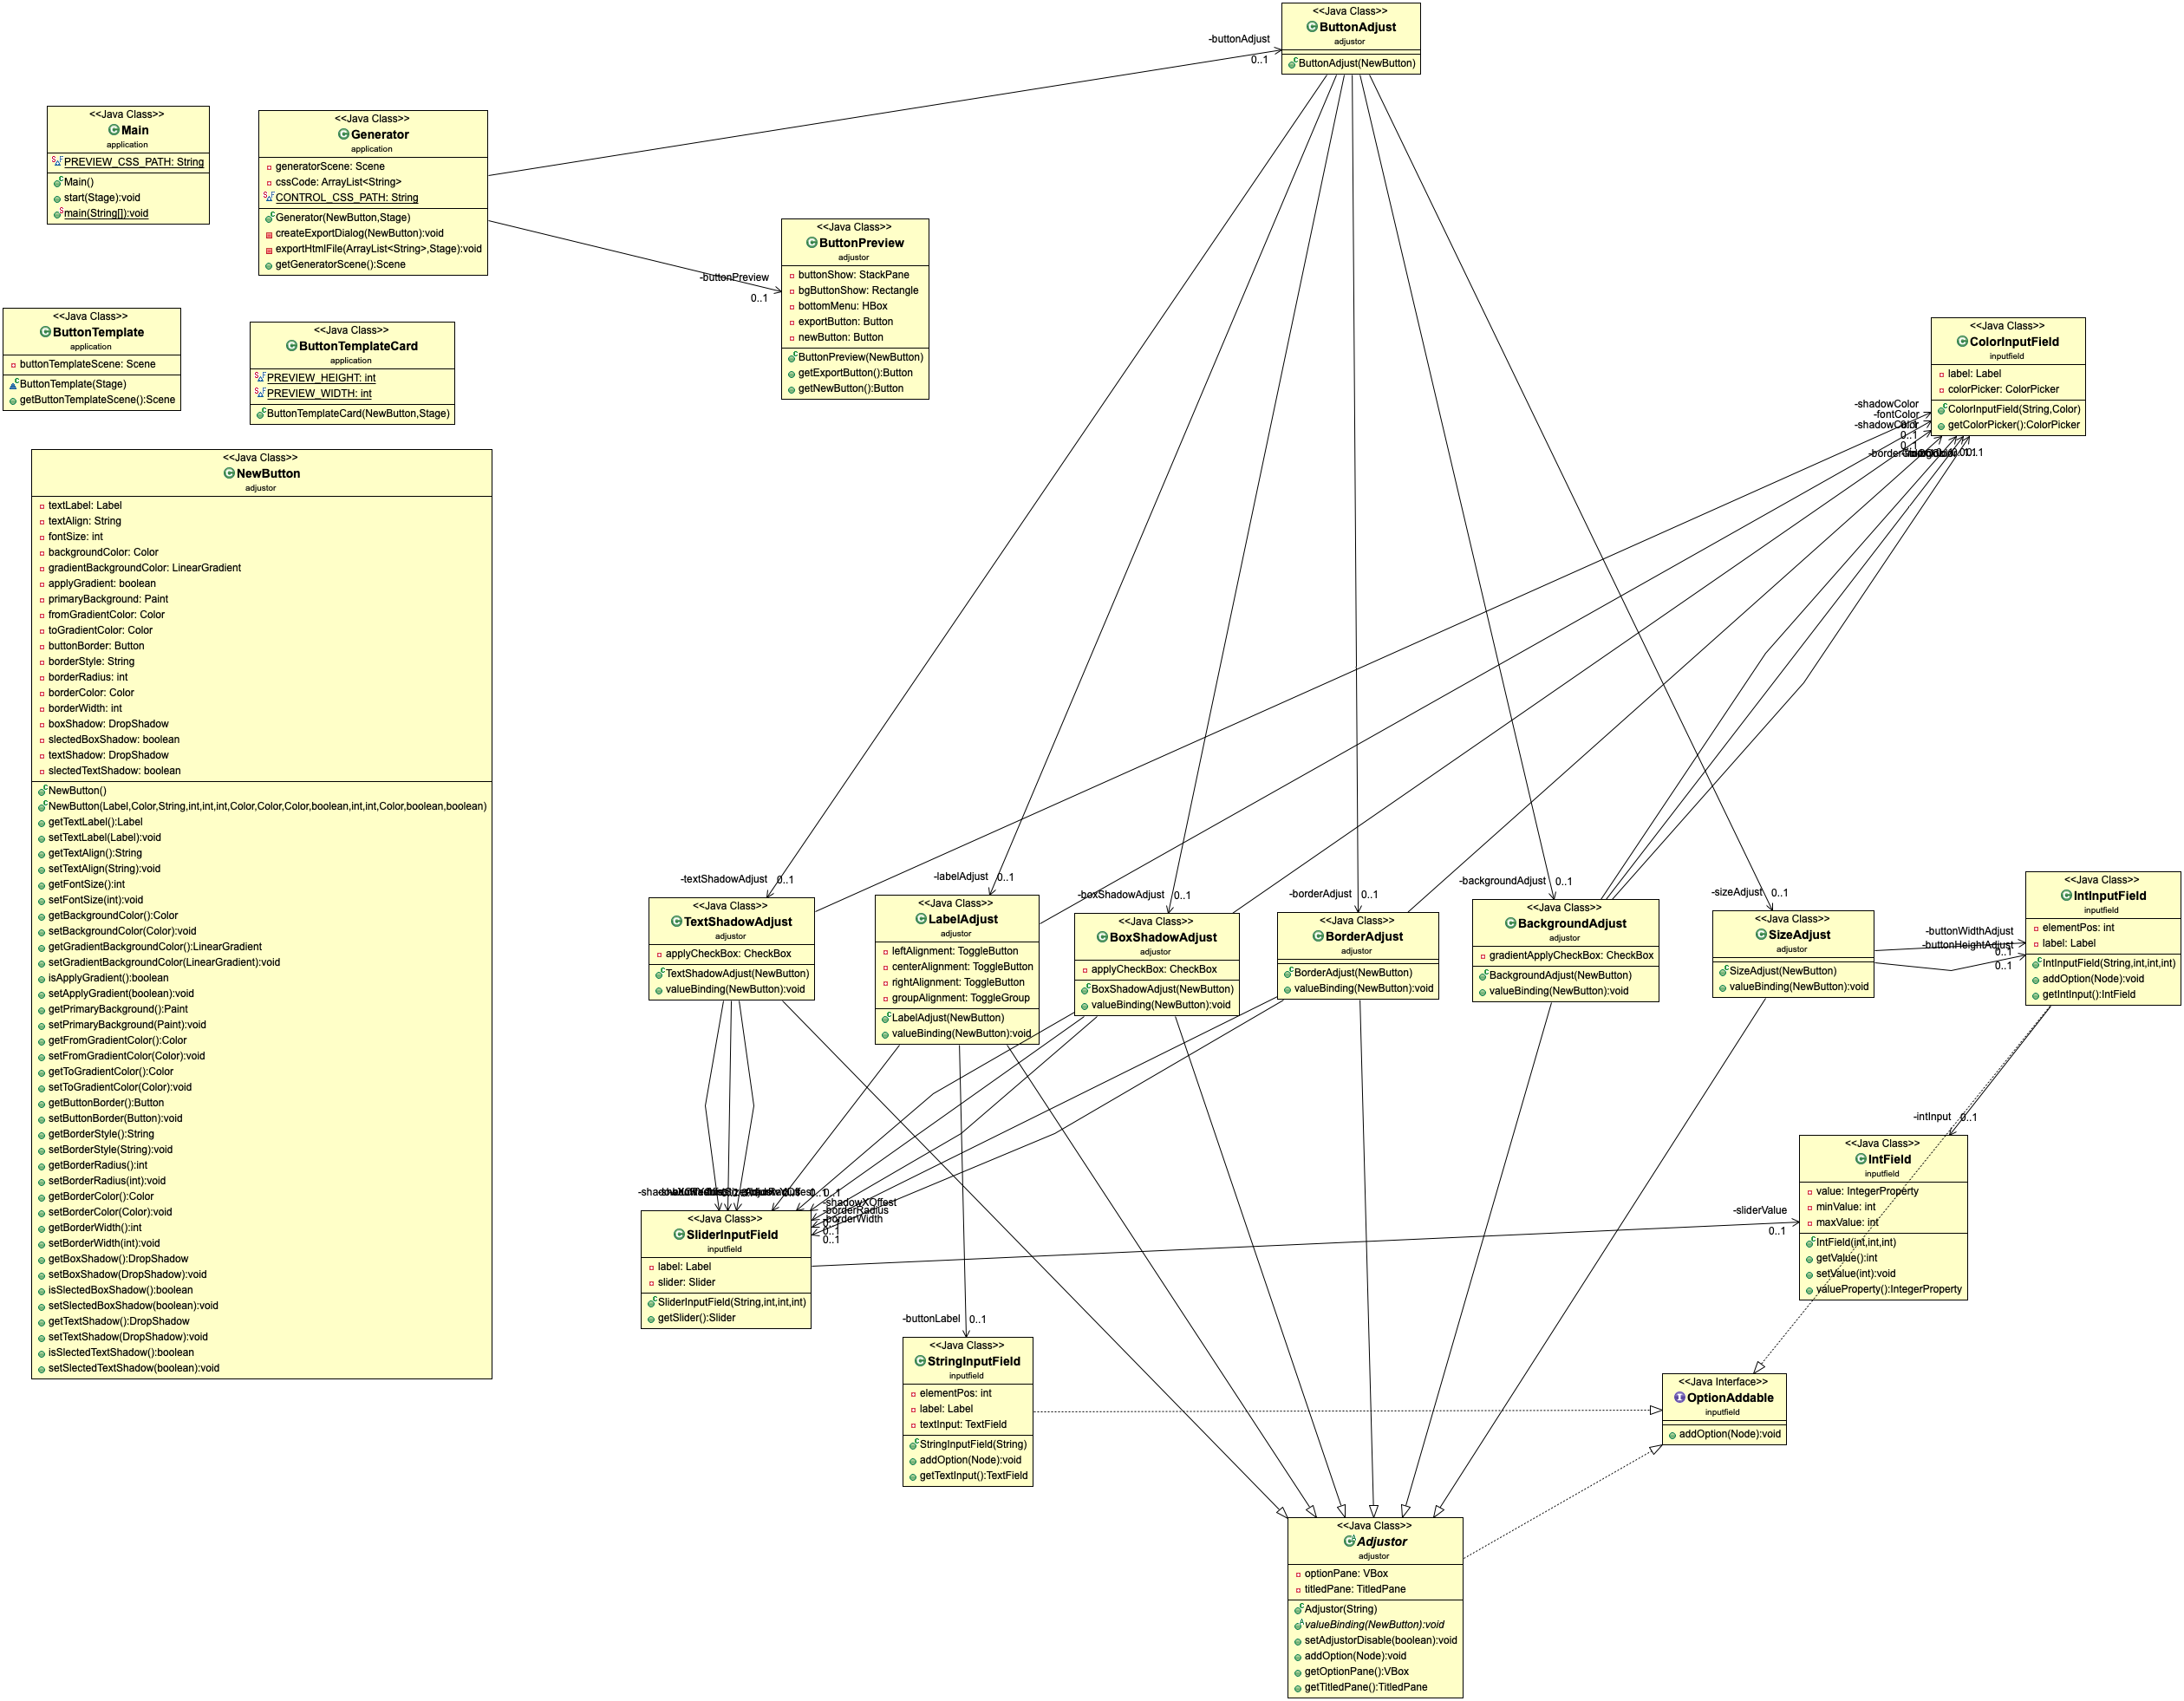 <<Java Class>>
ButtonAdjust
adjustor
ButtonAdjust(NewButton)
-buttonAdjust
0..1
<<Java Class>>
Main
application
PREVIEW_CSS_PATH: String
Main()
start(Stage):void
main(String[]):void
<<Java Class>>
Generator
application
generatorScene: Scene
cssCode: ArrayList<String>
CONTROL_CSS_PATH: String
Generator(NewButton,Stage)
createExportDialog(NewButton):void
exportHtmlFile(ArrayList<String>,Stage):void
getGeneratorScene():Scene
-buttonPreview
0..1
<<Java Class>>
ButtonPreview
adjustor
buttonShow: StackPane
bgButtonShow: Rectangle
bottomMenu: HBox
exportButton: Button
newButton: Button
ButtonPreview(NewButton)
getExportButton():Button
getNewButton():Button
<<Java Class>>
ButtonTemplate
application
buttonTemplateScene: Scene
ButtonTemplate(Stage)
getButtonTemplateScene():Scene
<<Java Class>>
ButtonTemplateCard
application
PREVIEW_HEIGHT: int
PREVIEW_WIDTH: int
ButtonTemplateCard(NewButton,Stage)
<<Java Class>>
ColorInputField
inputfield
label: Label
colorPicker: ColorPicker
ColorInputField(String,Color)
getColorPicker():ColorPicker
-shadowColor
-fontColor
-shadowColor
0..1
0..1
<<Java Class>>
NewButton
adjustor
textLabel: Label
textAlign: String
fontSize: int
backgroundColor: Color
gradientBackgroundColor: LinearGradient
applyGradient: boolean
primaryBackground: Paint
fromGradientColor: Color
toGradientColor: Color
buttonBorder: Button
borderStyle: String
borderRadius: int
borderColor: Color
borderWidth: int
boxShadow: DropShadow
slectedBoxShadow: boolean
textShadow: DropShadow
slectedTextShadow: boolean
NewButton()
NewButton(Label,Color,String,int,int,int,Color,Color,Color,boolean,int,int,Color,boolean,boolean)
getTextLabel():Label
setTextLabel(Label):void
getTextAlign():String
setTextAlign(String):void
getFontSize():int
setFontSize(int):void
getBackgroundColor():Color
setBackgroundColor(Color):void
getGradientBackgroundColor():LinearGradient
setGradientBackgroundColor(LinearGradient):void
isApplyGradient():boolean
setApplyGradient(boolean):void
getPrimaryBackground():Paint
setPrimaryBackground(Paint):void
getFromGradientColor():Color
setFromGradientColor(Color):void
getToGradientColor():Color
setToGradientColor(Color):void
getButtonBorder():Button
setButtonBorder(Button):void
getBorderStyle():String
setBorderStyle(String):void
getBorderRadius():int
setBorderRadius(int):void
getBorderColor():Color
setBorderColor(Color):void
getBorderWidth():int
setBorderWidth(int):void
getBoxShadow():DropShadow
setBoxShadow(DropShadow):void
isSlectedBoxShadow():boolean
setSlectedBoxShadow(boolean):void
getTextShadow():DropShadow
setTextShadow(DropShadow):void
isSlectedTextShadow():boolean
setSlectedTextShadow(boolean):void
-textShadowAdjust
0..1
<<Java Class>>
TextShadowAdjust
adjustor
applyCheckBox: CheckBox
TextShadowAdjust(NewButton)
valueBinding(NewButton):void
-labelAdjust
0..1
<<Java Class>>
LabelAdjust
adjustor
leftAlignment: ToggleButton
centerAlignment: ToggleButton
rightAlignment: ToggleButton
groupAlignment: ToggleGroup
LabelAdjust(NewButton)
valueBinding(NewButton):void
-boxShadowAdjust
0..1
<<Java Class>>
BoxShadowAdjust
adjustor
applyCheckBox: CheckBox
BoxShadowAdjust(NewButton)
valueBinding(NewButton):void
-borderAdjust
0..1
<<Java Class>>
BorderAdjust
adjustor
BorderAdjust(NewButton)
valueBinding(NewButton):void
-backgroundAdjust
0..1
<<Java Class>>
BackgroundAdjust
adjustor
gradientApplyCheckBox: CheckBox
BackgroundAdjust(NewButton)
valueBinding(NewButton):void
-sizeAdjust
0..1
<<Java Class>>
SizeAdjust
adjustor
SizeAdjust(NewButton)
valueBinding(NewButton):void
-buttonWidthAdjust
-buttonHeightAdjust
0..1
0..1
<<Java Class>>
IntInputField
inputfield
elementPos: int
label: Label
IntInputField(String,int,int,int)
addOption(Node):void
getIntInput():IntField
-intInput
0..1
<<Java Class>>
IntField
inputfield
value: IntegerProperty
minValue: int
maxValue: int
IntField(int,int,int)
getValue():int
setValue(int):void
valueProperty():IntegerProperty
-sliderValue
0..1
-shadowXOffest
-borderRadius
-borderWidth
0..1
<<Java Class>>
SliderInputField
inputfield
label: Label
slider: Slider
SliderInputField(String,int,int,int)
getSlider():Slider
-buttonLabel
0..1
<<Java Class>>
StringInputField
inputfield
elementPos: int
label: Label
textInput: TextField
StringInputField(String)
addOption(Node):void
getTextInput():TextField
<<Java Interface>>
OptionAddable
inputfield
addOption(Node):void
<<Java Class>>
Adjustor
adjustor
optionPane: VBox
titledPane: TitledPane
Adjustor(String)
valueBinding(NewButton):void
setAdjustorDisable(boolean):void
addOption(Node):void
getOptionPane():VBox
getTitledPane():TitledPane